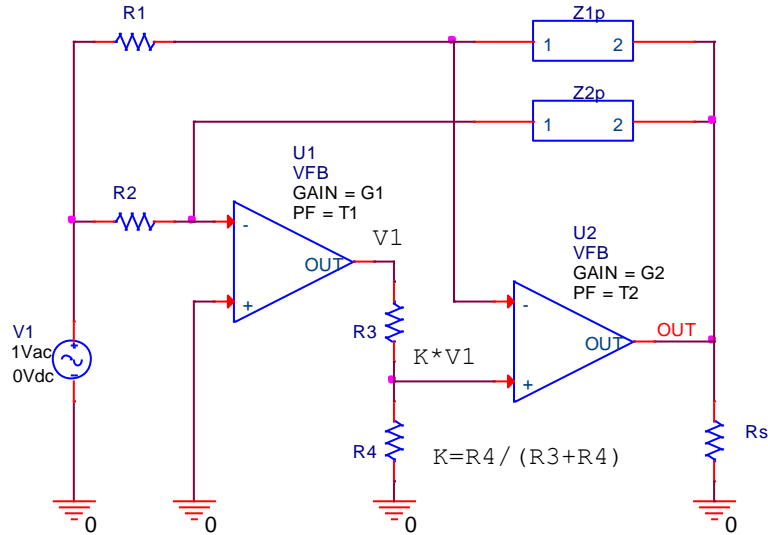 R1
Z1p
1 2
Z2p
1 2
R2
U1
VFB
GAIN = G1
PF = T1
-
+
OUT
V1
U2
VFB
GAIN = G2
PF = T2
-
+
OUT
OUT
V1
1Vac
0Vdc
R3
K*V1
R4
K=R4/(R3+R4)
Rs
0
0
0
0